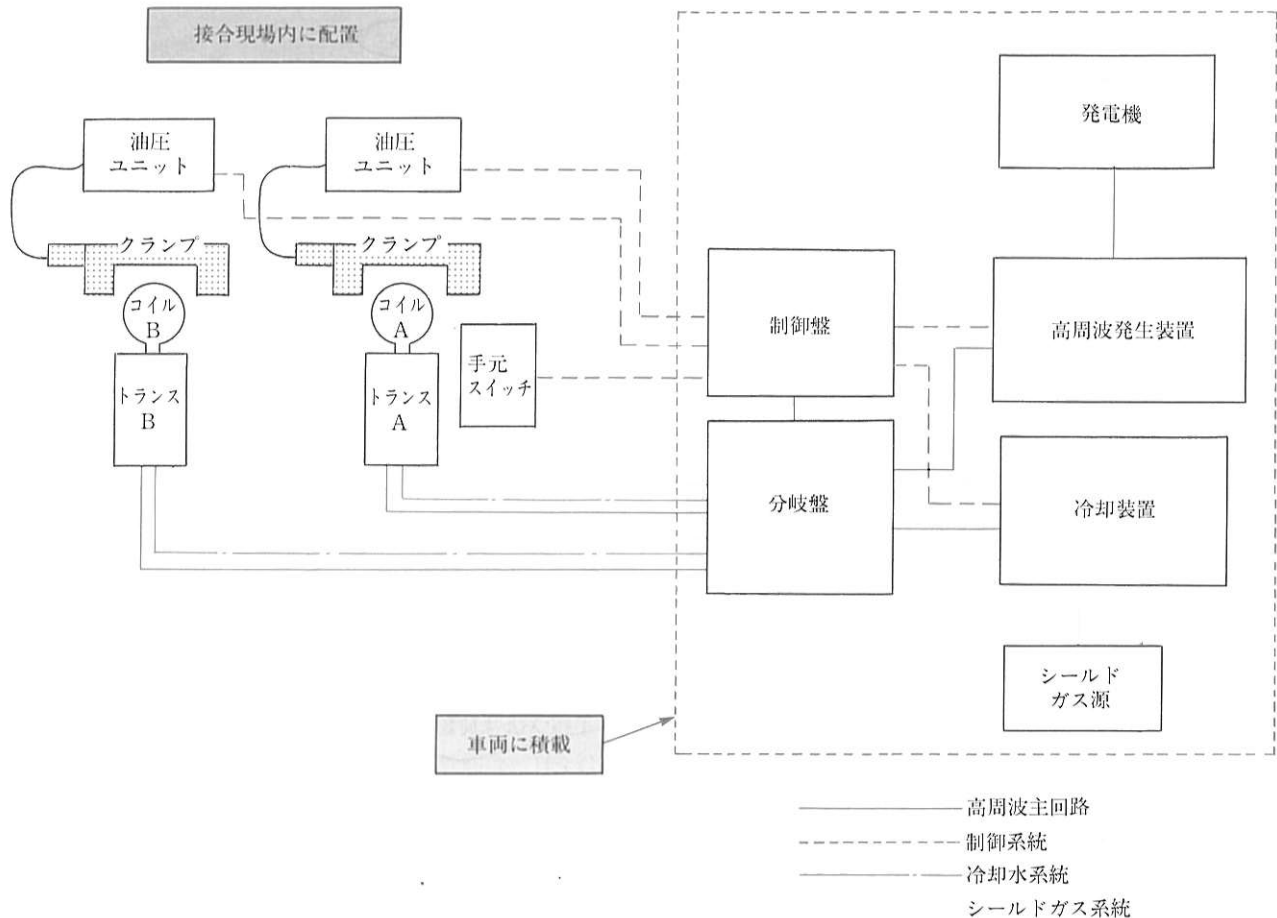 接合現場内に配置
油圧
ユニット
油圧
ユニット
発電機
クランプ
クランプ
コイル
B
コイル
A
手元
スイッチ
トランス
B
トランス
A
制御盤
高周波発生装置
分岐盤
冷却装置
シールド
ガス源
車両に積載
高周波主回路
制御系統
冷却水系統
シールドガス系統